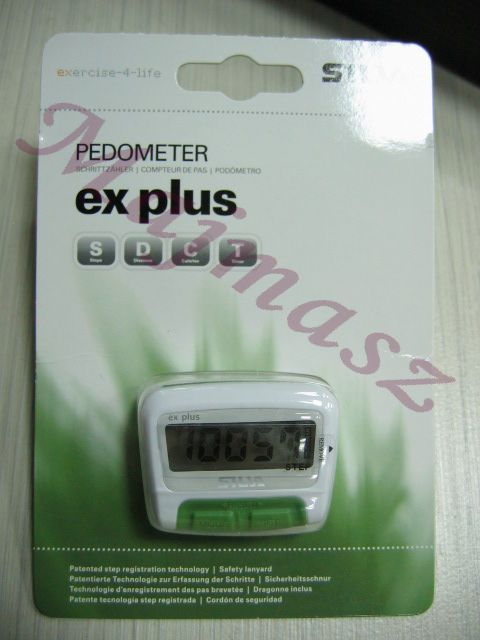 exercise-4-life
SILVA
PEDOMETER
SCHRITTZÄHLER | COMPTEUR DE PAS | PODÓMETRO
ex plus
S D C T
Steps Distance Calories Timer
Majmasz
ex plus
10057
STEP
SILVA
Patented step registration technology | Safety lanyard
Patentierte Technologie zur Erfassung der Schritte | Sicherheitsschnur
Technologie d'enregistrement des pas brevetée | Dragonne inclus
Patente tecnología step registrada | Cordón de seguridad